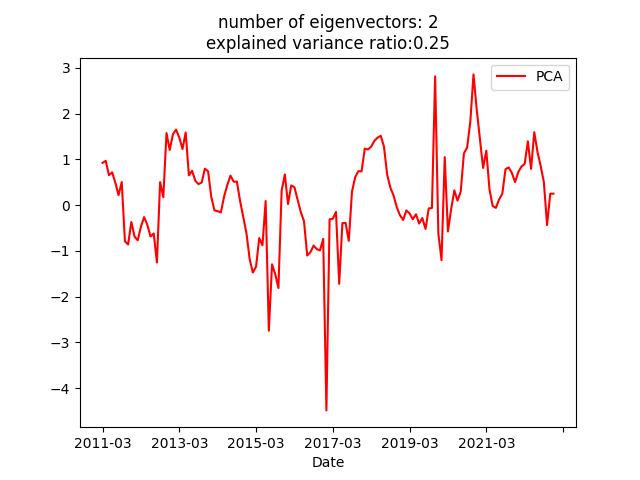 number of eigenvectors: 2
explained variance ratio:0.25
PCA
3
2
1
0
−1
−2
−3
−4
2011-03 2013-03 2015-03 2017-03 2019-03 2021-03
Date